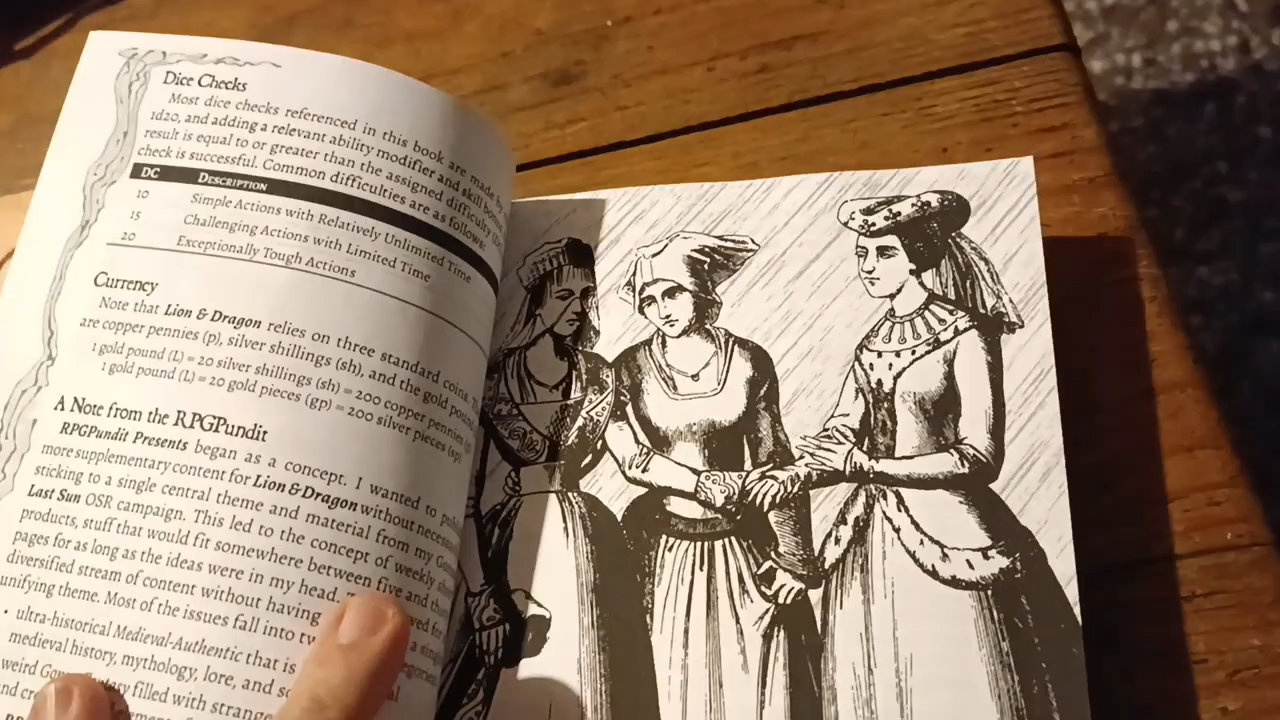 Dice Checks
Most dice checks referenced in this book are made by
1d20, and adding a relevant ability modifier and skill bonus
result is equal to or greater than the assigned difficulty (DC
check is successful. Common difficulties are as follows:
DC DESCRIPTION
10 Simple Actions with Relatively Unlimited Time
15 Challenging Actions with Limited Time
20 Exceptionally Tough Actions
Currency
Note that Lion & Dragon relies on three standard coins.
are copper pennies (p), silver shillings (sh), and the gold pound
1 gold pound (L) = 20 silver shillings (sh) = 200 copper pennies
1 gold pound (L) = 20 gold pieces (gp) = 200 silver pieces (sp)
A Note from the RPGPundit
RPGPundit Presents began as a concept. I wanted to
more supplementary content for Lion & Dragon without
sticking to a single central theme and material from my
Last Sun OSR campaign. This led to the concept of weekly
products, stuff that would fit somewhere between five and
pages for as long as the ideas were in my head.
diversified stream of content without having a
unifying theme. Most of the issues fall into
• ultra-historical Medieval-Authentic that is
medieval history, mythology, lore, and
weird filled with strange